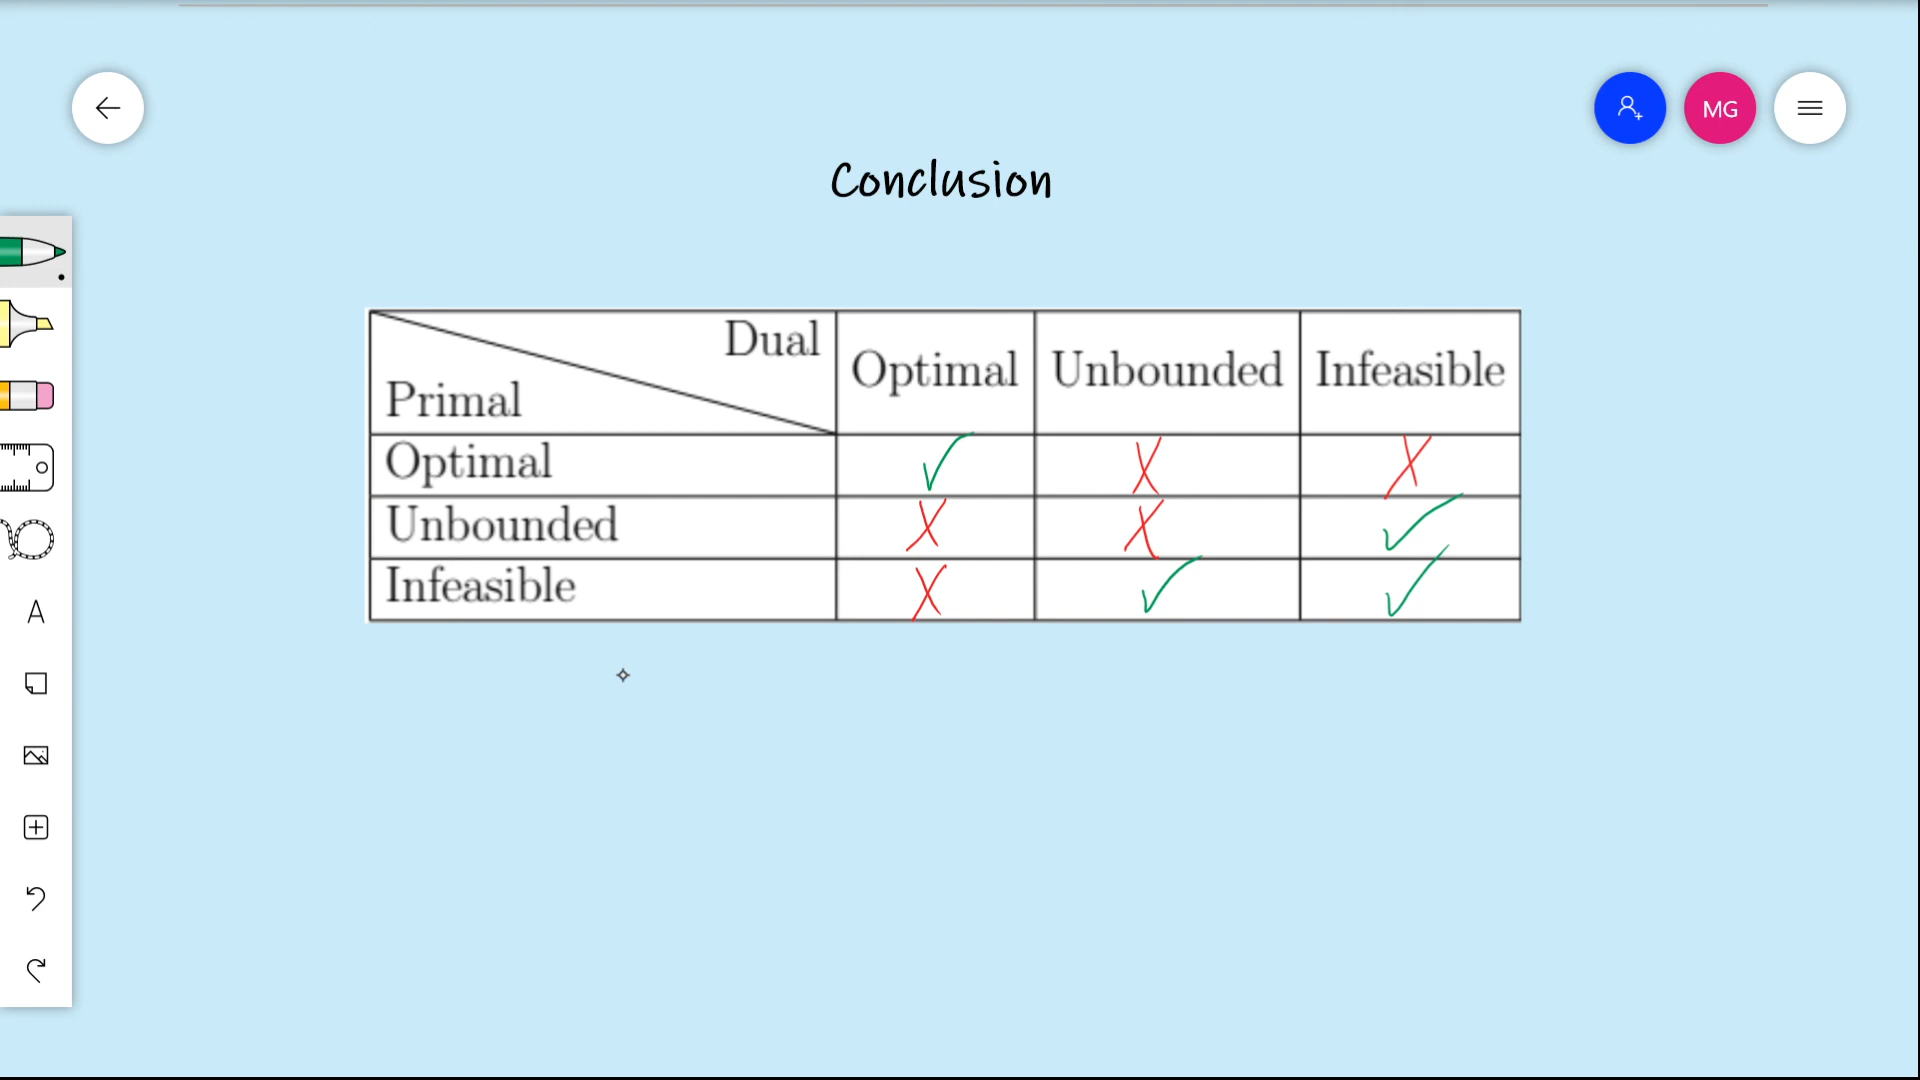 MG
Conclusion
Dual
Primal
Optimal Unbounded Infeasible
Optimal ✓ X X
Unbounded X X ✓
Infeasible X ✓ ✓
A